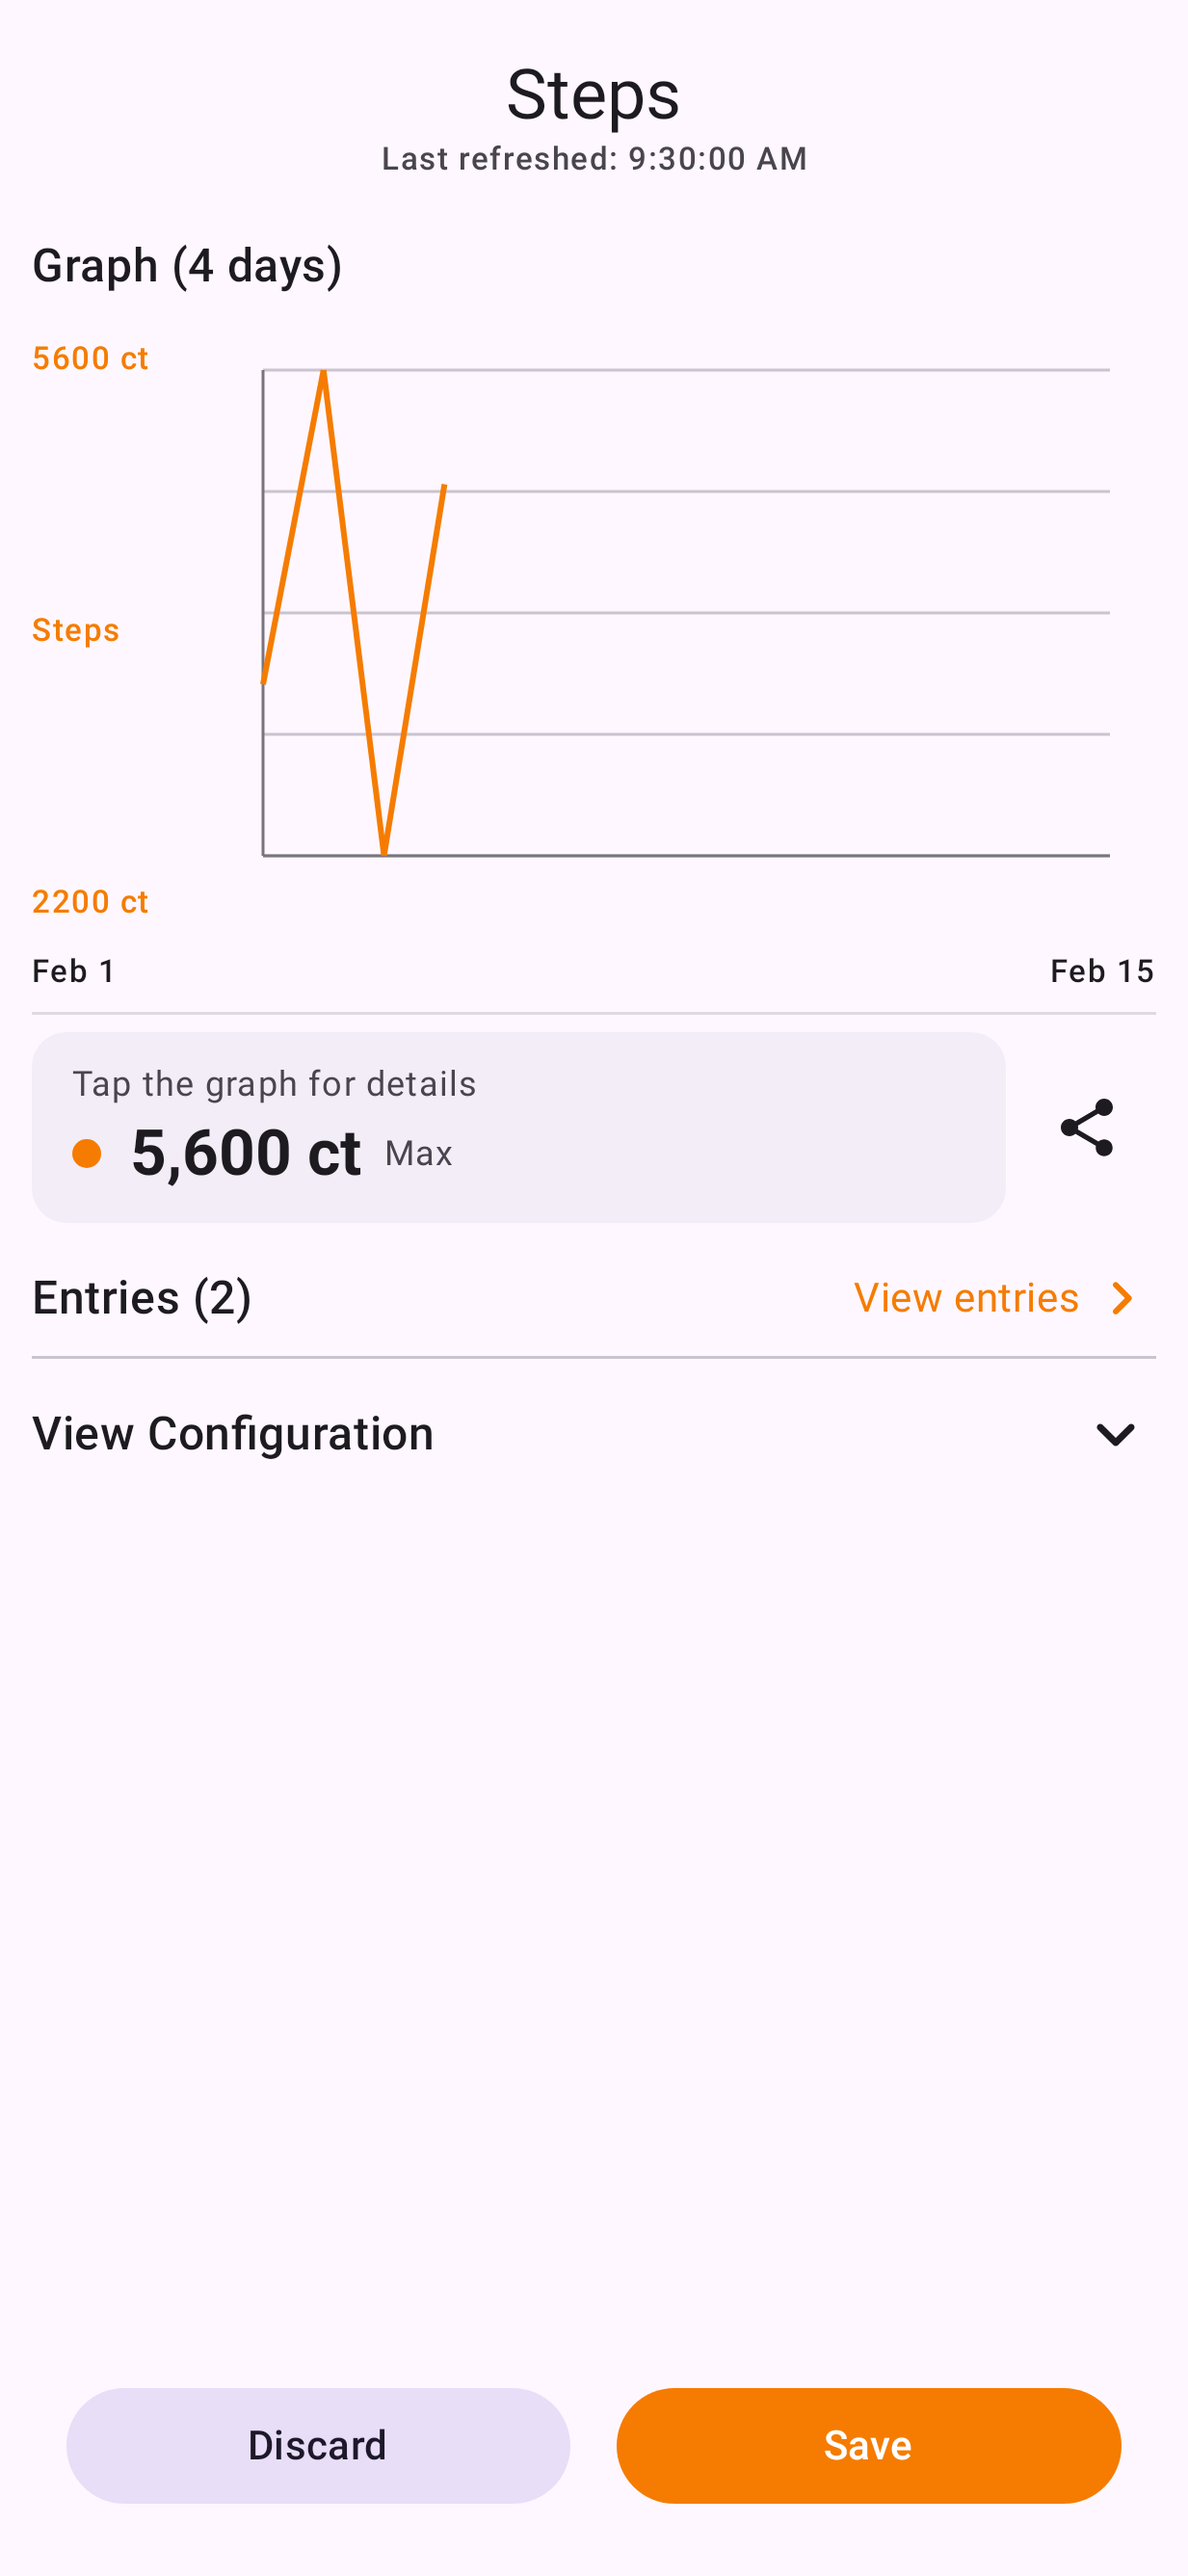 Steps
Last refreshed: 9:30:00 AM
Graph (4 days)
5600 ct
Steps
2200 ct
Feb 1
Feb 15
Tap the graph for details
5,600 ct Max
Entries (2)
View entries
View Configuration
Discard
Save